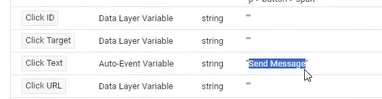 Click ID Data Layer Variable string ""
Click Target Data Layer Variable string ""
Click Text Auto-Event Variable string "Send Message"
Click URL Data Layer Variable string ""